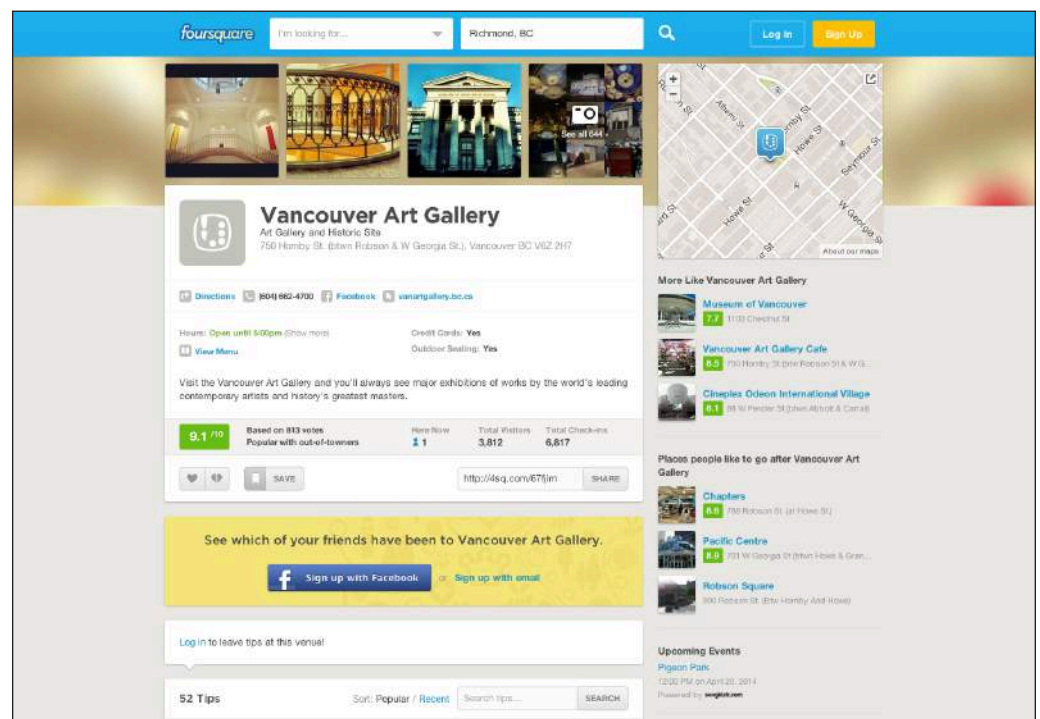 foursquare
I'm looking for...
Richmond, BC
Log In
Sign Up
See all 644
Vancouver Art Gallery
Art Gallery and Historic Site
750 Hornby St. (btwn Robson & W Georgia St.), Vancouver BC V6Z 2H7
Directions
(604) 662-4700
Facebook
vanartgallery.bc.ca
Hours: Open until 5:00pm (Show more)
Credit Cards: Yes
View Menu
Outdoor Seating: Yes
Visit the Vancouver Art Gallery and you'll always see major exhibitions of works by the world's leading
contemporary artists and history's greatest masters.
9.1 /10
Based on 813 votes
Popular with out-of-towners
Here Now
1
Total Visitors
3,812
Total Check-ins
6,817
SAVE
SHARE
See which of your friends have been to Vancouver Art Gallery.
f
Sign up with Facebook
or
Sign up with email
Log in to leave tips at this venue!
52 Tips
Sort: Popular / Recent
Search tips...
SEARCH
+
-
Howe St
Seymour St
Howe St
W Georgia St
About our maps
More Like Vancouver Art Gallery
Museum of Vancouver
7.7 1100 Chestnut St
Vancouver Art Gallery Cafe
750 Hornby St (btw Robson St & W G...
Cineplex Odeon International Village
88 W Pender St (btwn Abbott & Carrall)
Places people like to go after Vancouver Art
Gallery
Chapters
788 Robson St. (at Howe St.)
Pacific Centre
8.9 701 W Georgia St (btwn Howe & Gran...
Robson Square
800 Robson St. (Btw Hornby And Howe)
Upcoming Events
Pigeon Park
12:00 PM on April 20, 2014
Powered by songkick.com